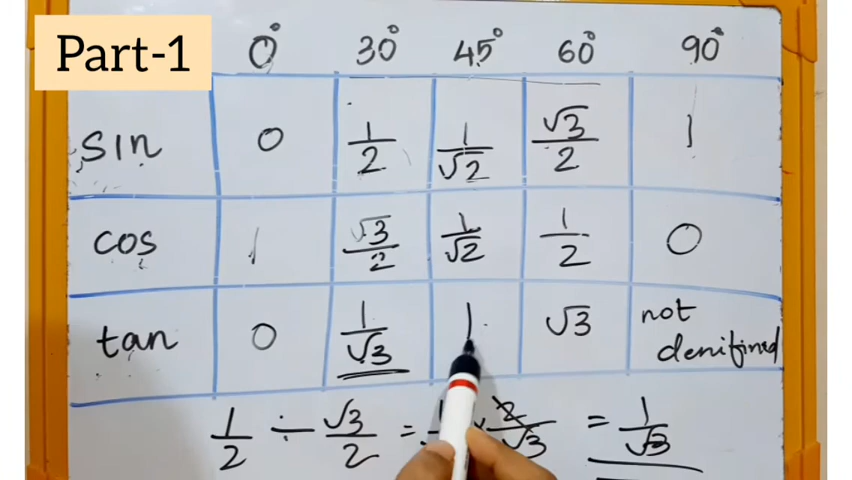 Part-1
0° 30° 45° 60° 90°
sin 0 1/2 1/√2 √3/2 1
cos 1 √3/2 1/√2 1/2 0
tan 0 1/√3 1 √3 not denifined
1/2 ÷ √3/2 = × 2/√3 = 1/√3